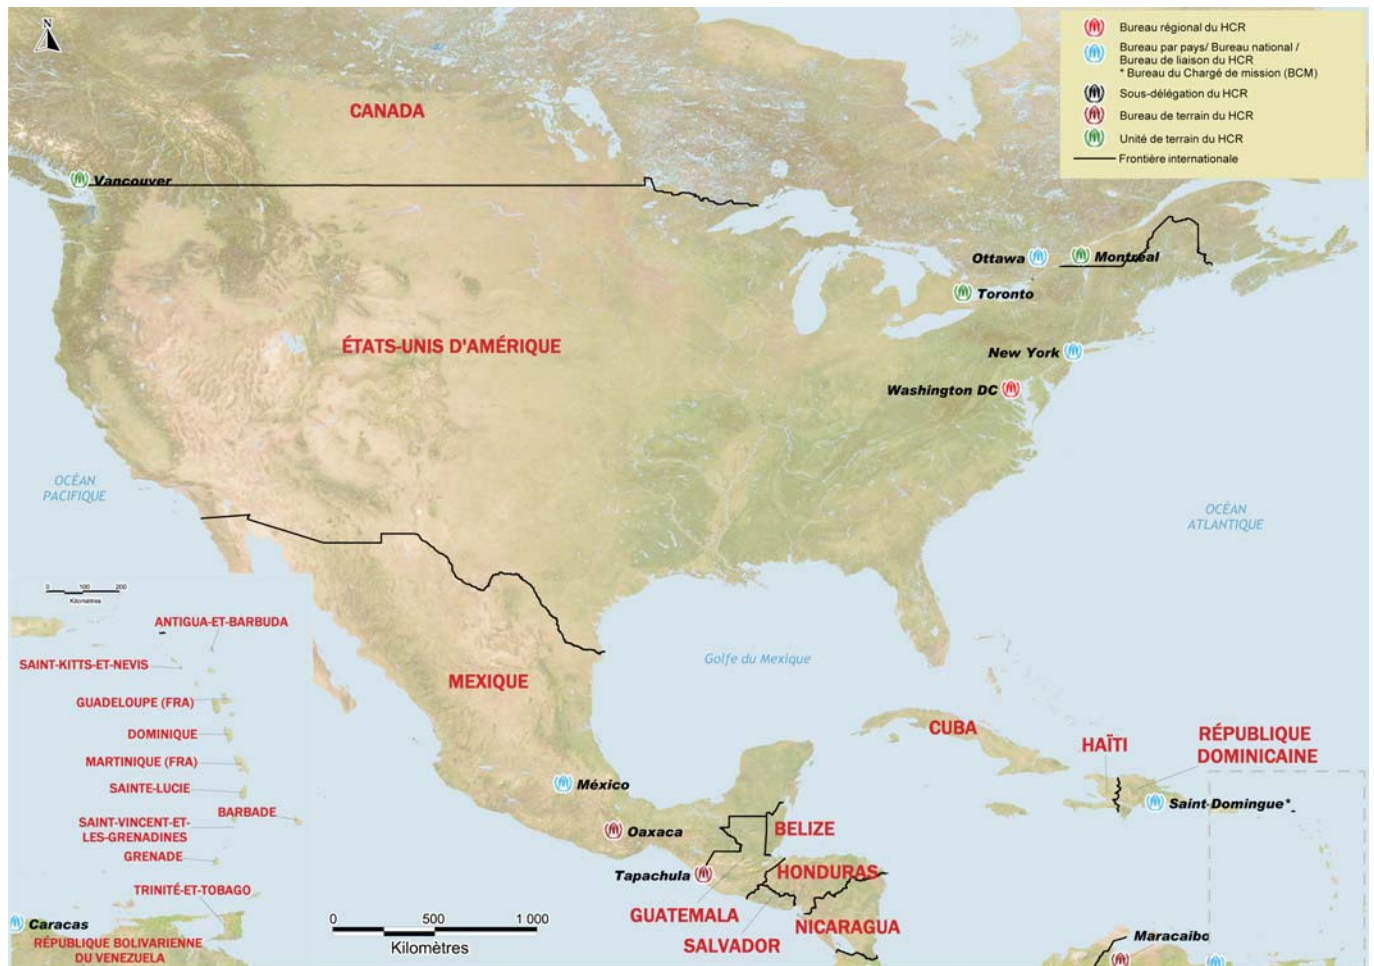 N
Bureau régional du HCR
Bureau par pays/ Bureau national /
Bureau de liaison du HCR
* Bureau du Chargé de mission (BCM)
Sous-délégation du HCR
Bureau de terrain du HCR
Unité de terrain du HCR
Frontière internationale
CANADA
Vancouver
Ottawa
Montréal
Toronto
ÉTATS-UNIS D'AMÉRIQUE
New York
Washington DC
OCÉAN
PACIFIQUE
OCÉAN
ATLANTIQUE
0 100 200
Kilomètres
ANTIGUA-ET-BARBUDA
SAINT-KITTS-ET-NEVIS
GUADELOUPE (FRA)
DOMINIQUE
MARTINIQUE (FRA)
SAINTE-LUCIE
BARBADE
SAINT-VINCENT-ET-
LES-GRENADINES
GRENADE
TRINITÉ-ET-TOBAGO
Caracas
RÉPUBLIQUE BOLIVARIENNE
DU VENEZUELA
Golfe du Mexique
MEXIQUE
CUBA
HAÏTI
RÉPUBLIQUE
DOMINICAINE
México
Saint-Domingue*
Oaxaca
BELIZE
Tapachula
HONDURAS
GUATEMALA
NICARAGUA
SALVADOR
0 500 1 000
Kilomètres
Maracaibo